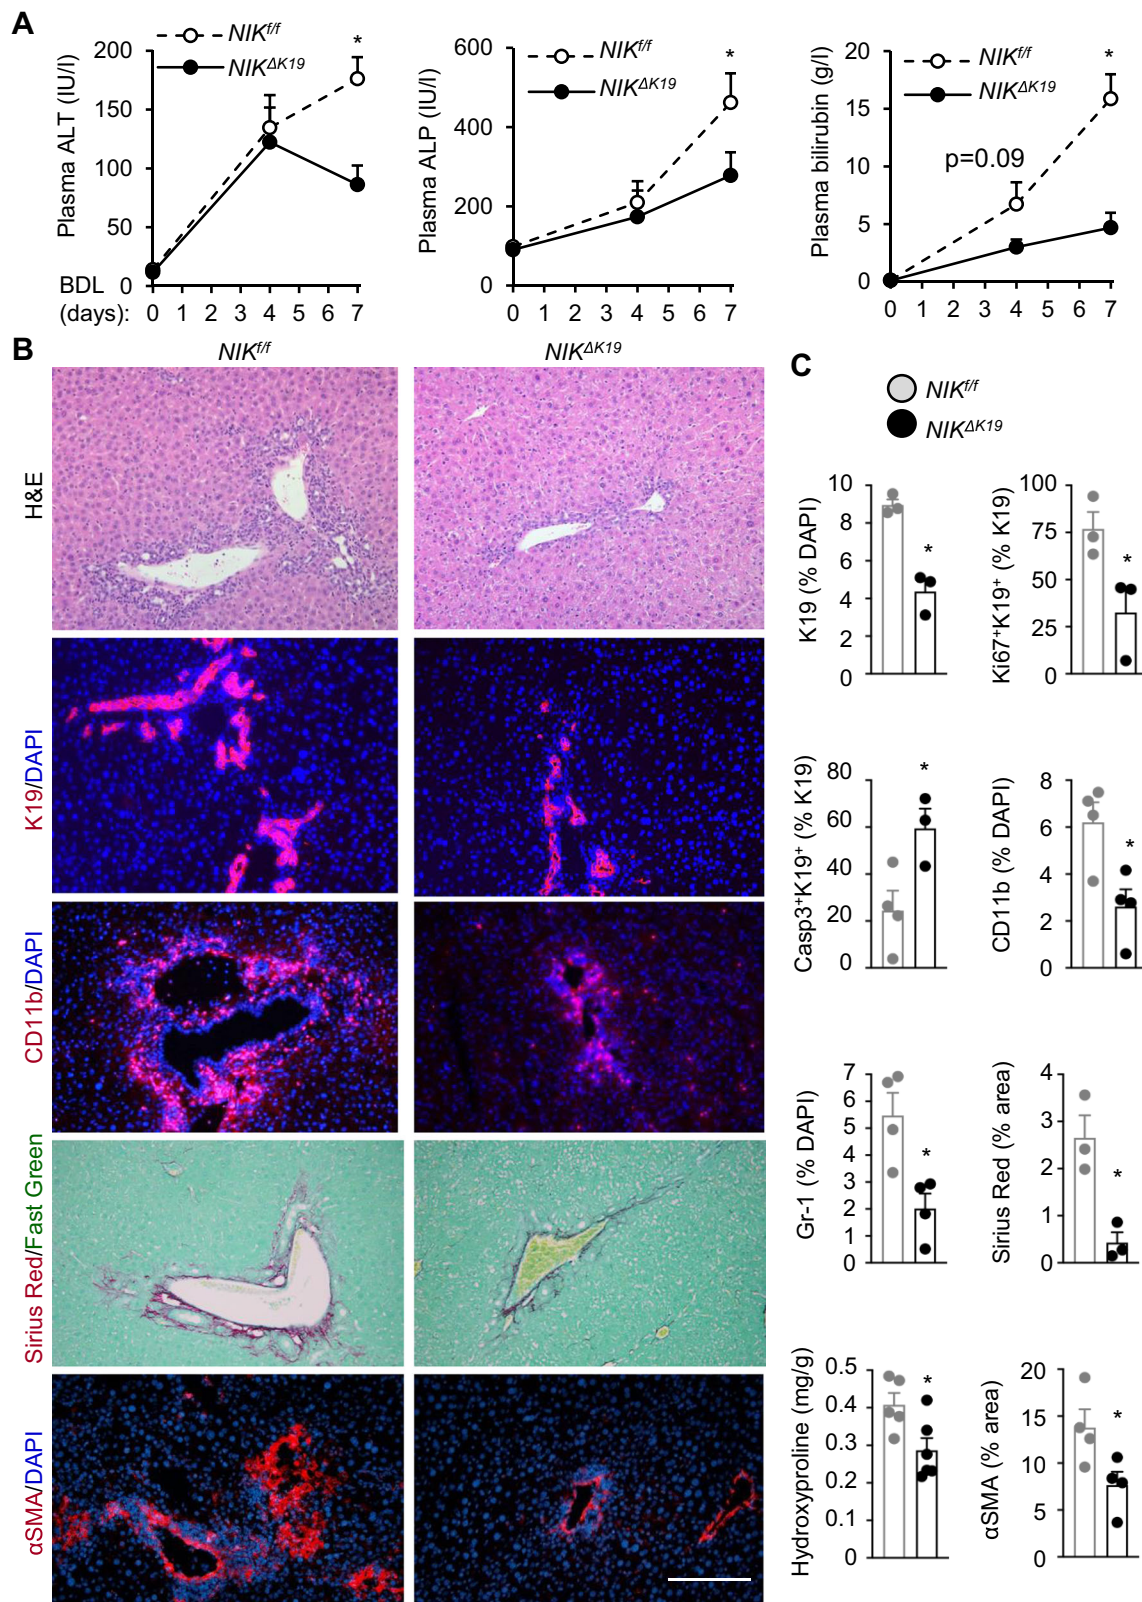 A
Plasma ALT (IU/l)
200
150
100
50
0
NIKf/f
NIKΔK19
*
BDL
(days):
0 1 2 3 4 5 6 7
Plasma ALP (IU/l)
600
400
200
0
NIKf/f
NIKΔK19
*
0 1 2 3 4 5 6 7
Plasma bilirubin (g/l)
20
15
10
5
0
NIKf/f
NIKΔK19
*
p=0.09
0 1 2 3 4 5 6 7
B
NIKf/f
NIKΔK19
H&E
K19/DAPI
CD11b/DAPI
Sirius Red/Fast Green
αSMA/DAPI
C
NIKf/f
NIKΔK19
K19 (% DAPI)
10
8
6
4
2
0
*
Ki67+K19+ (% K19)
100
75
50
25
0
*
Casp3+K19+ (% K19)
80
60
40
20
0
*
CD11b (% DAPI)
8
6
4
2
0
*
Gr-1 (% DAPI)
7
6
5
4
3
2
1
0
*
Sirius Red (% area)
4
3
2
1
0
*
Hydroxyproline (mg/g)
0.5
0.4
0.3
0.2
0.1
0
*
αSMA (% area)
20
15
10
5
0
*